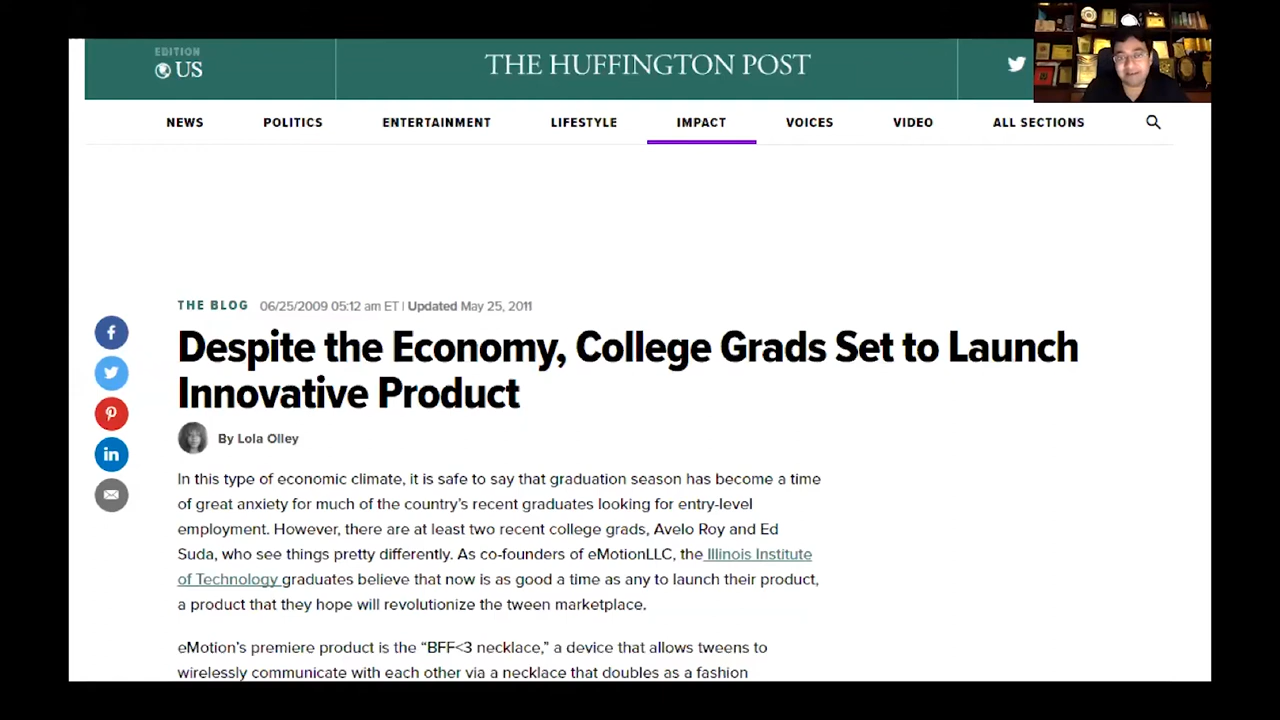 EDITION
US
THE HUFFINGTON POST
NEWS
POLITICS
ENTERTAINMENT
LIFESTYLE
IMPACT
VOICES
VIDEO
ALL SECTIONS
THE BLOG 06/25/2009 05:12 am ET | Updated May 25, 2011
Despite the Economy, College Grads Set to Launch
Innovative Product
By Lola Olley
In this type of economic climate, it is safe to say that graduation season has become a time
of great anxiety for much of the country's recent graduates looking for entry-level
employment. However, there are at least two recent college grads, Avelo Roy and Ed
Suda, who see things pretty differently. As co-founders of eMotionLLC, the Illinois Institute
of Technology graduates believe that now is as good a time as any to launch their product,
a product that they hope will revolutionize the tween marketplace.
eMotion's premiere product is the “BFF<3 necklace,” a device that allows tweens to
wirelessly communicate with each other via a necklace that doubles as a fashion